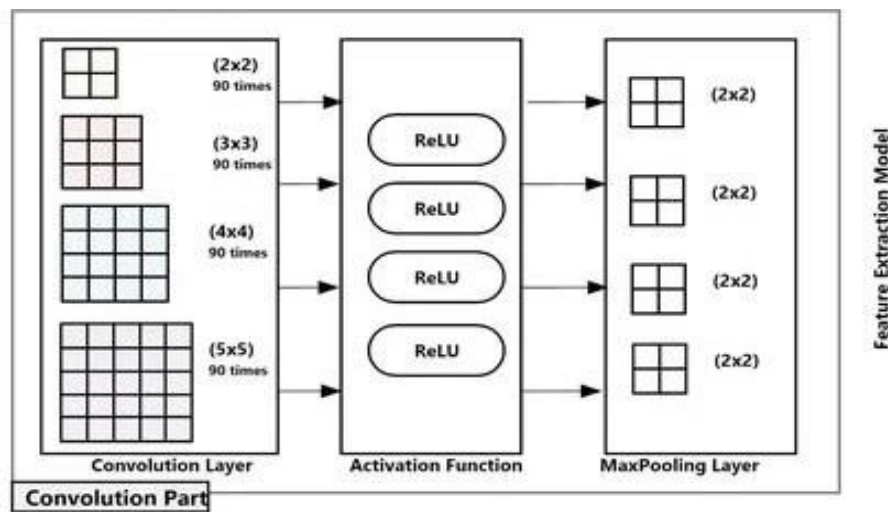 (2x2)
90 times
(3x3)
90 times
(4x4)
90 times
(5x5)
90 times
Convolution Layer
ReLU
ReLU
ReLU
ReLU
Activation Function
(2x2)
(2x2)
(2x2)
(2x2)
MaxPooling Layer
Convolution Part
Feature Extraction Model